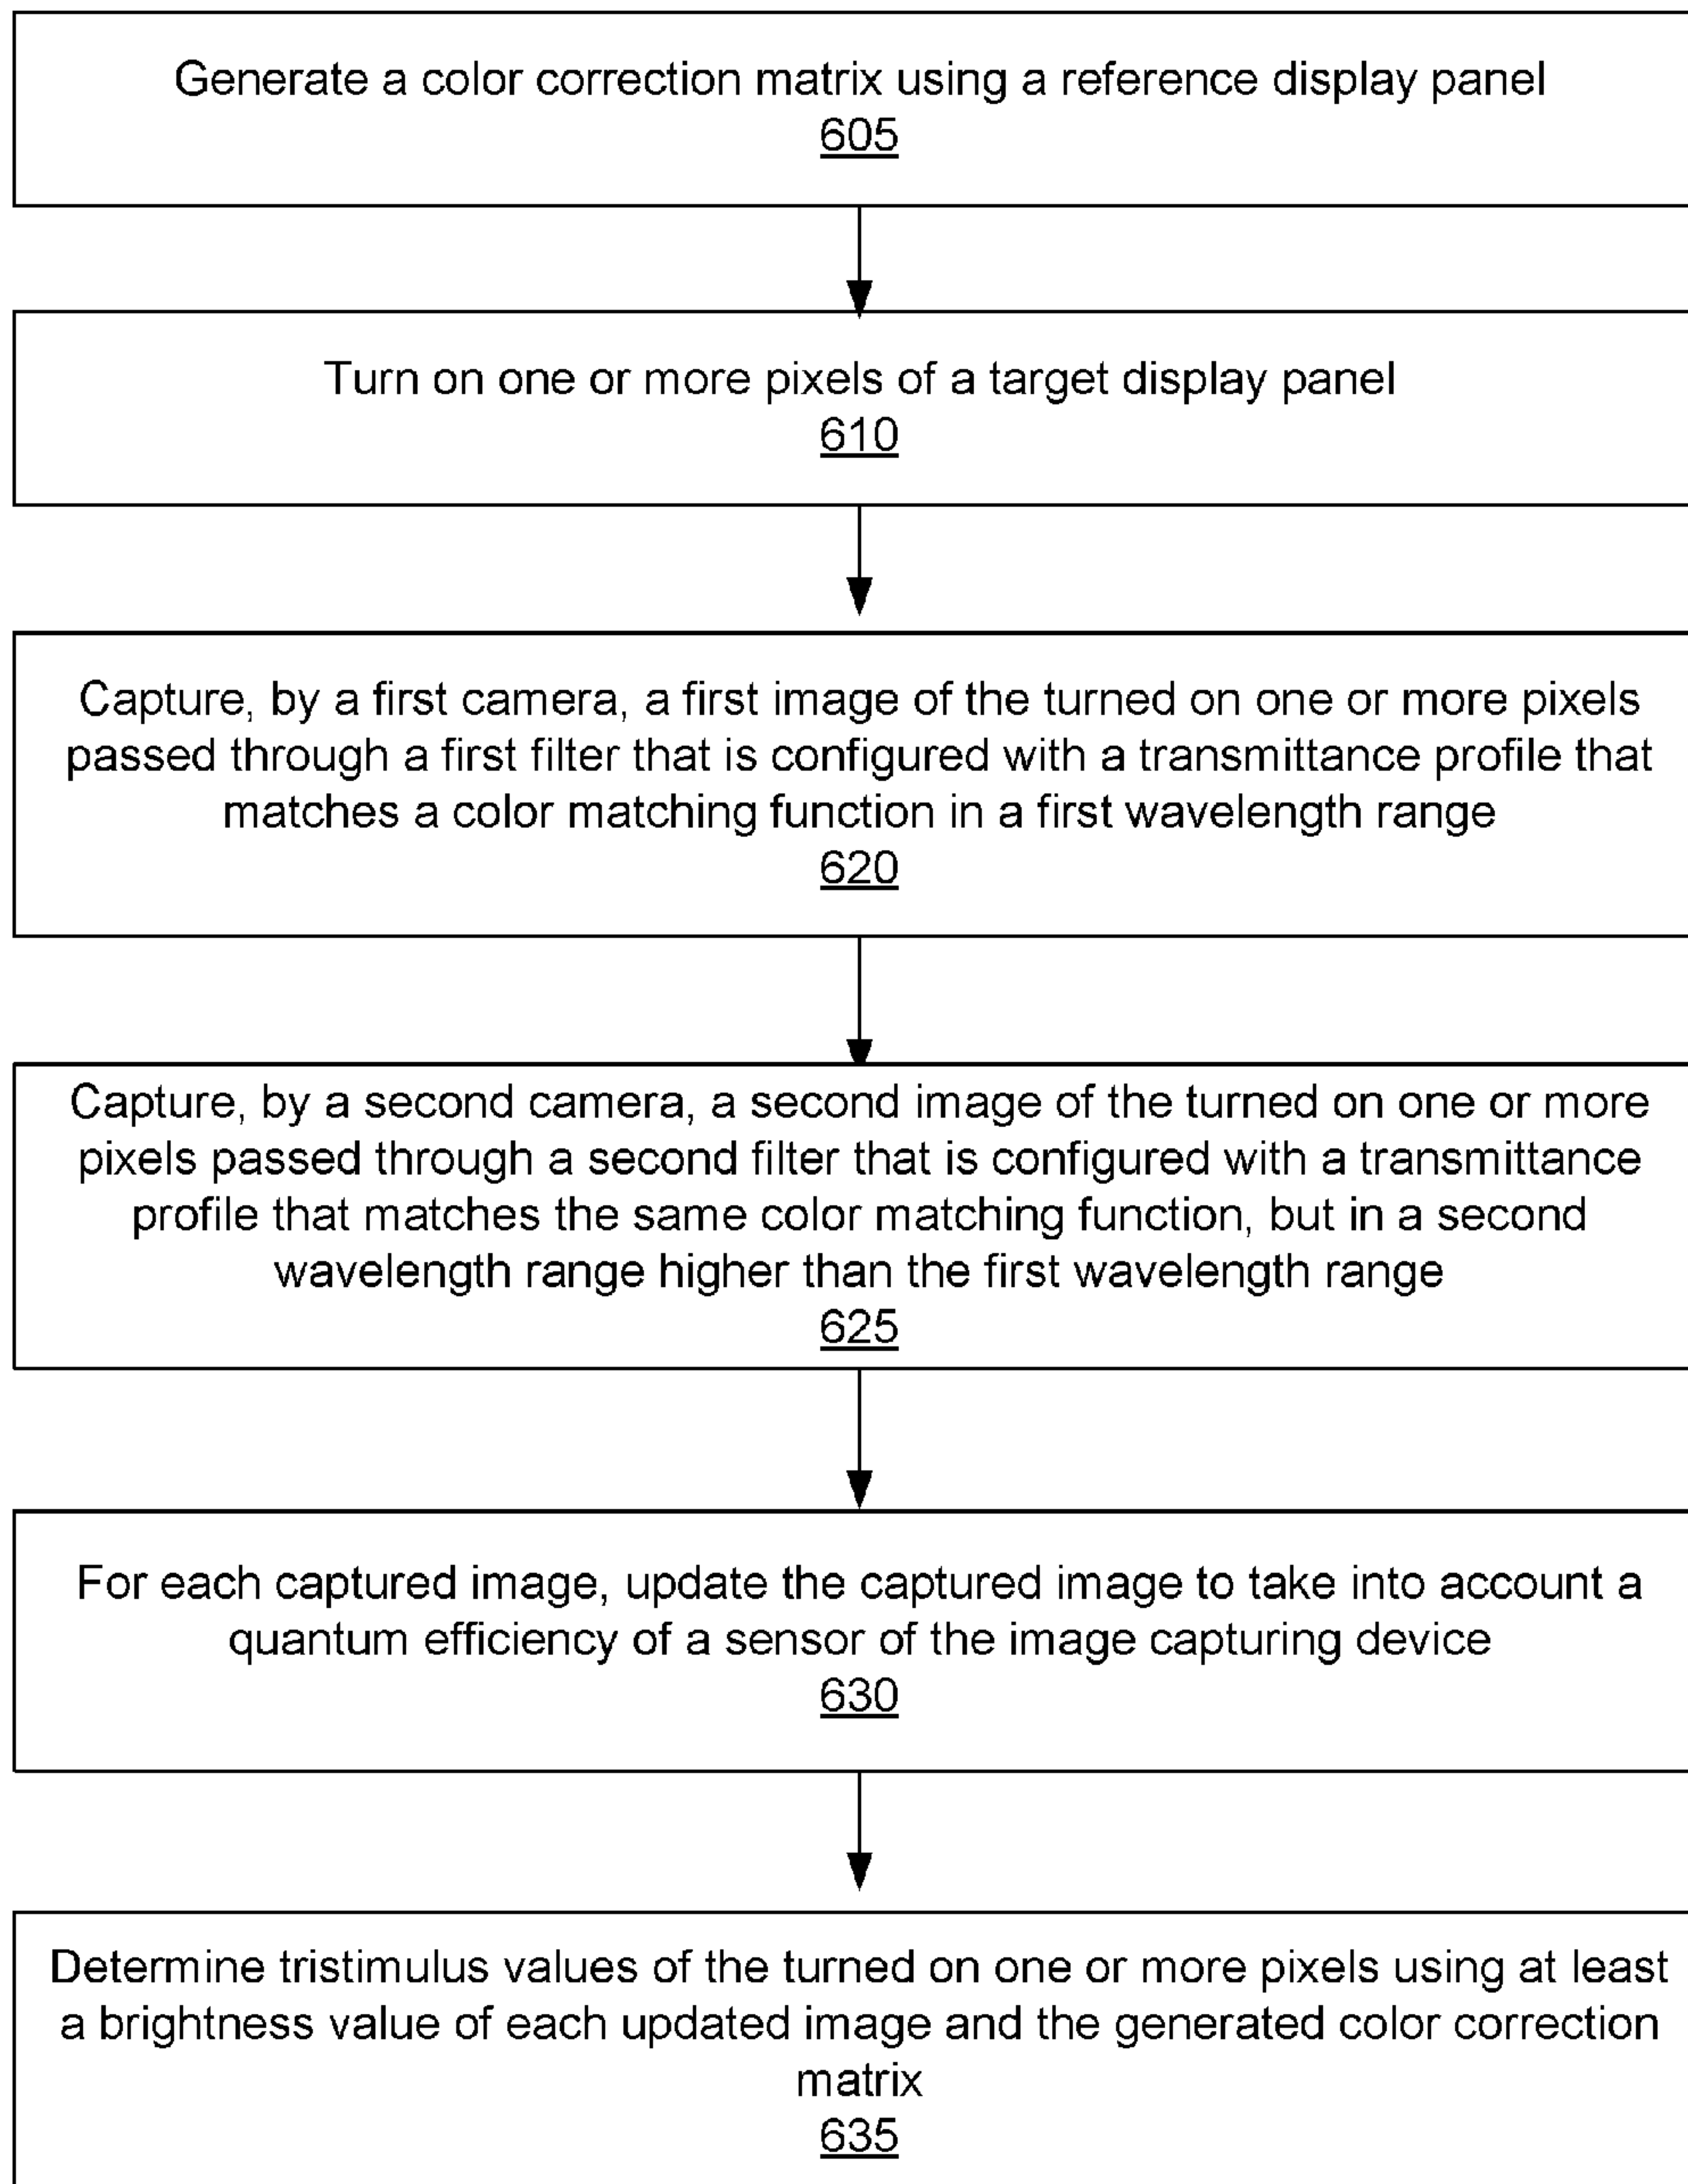 Generate a color correction matrix using a reference display panel
605
Turn on one or more pixels of a target display panel
610
Capture, by a first camera, a first image of the turned on one or more pixels
passed through a first filter that is configured with a transmittance profile that
matches a color matching function in a first wavelength range
620
Capture, by a second camera, a second image of the turned on one or more
pixels passed through a second filter that is configured with a transmittance
profile that matches the same color matching function, but in a second
wavelength range higher than the first wavelength range
625
For each captured image, update the captured image to take into account a
quantum efficiency of a sensor of the image capturing device
630
Determine tristimulus values of the turned on one or more pixels using at least
a brightness value of each updated image and the generated color correction
matrix
635